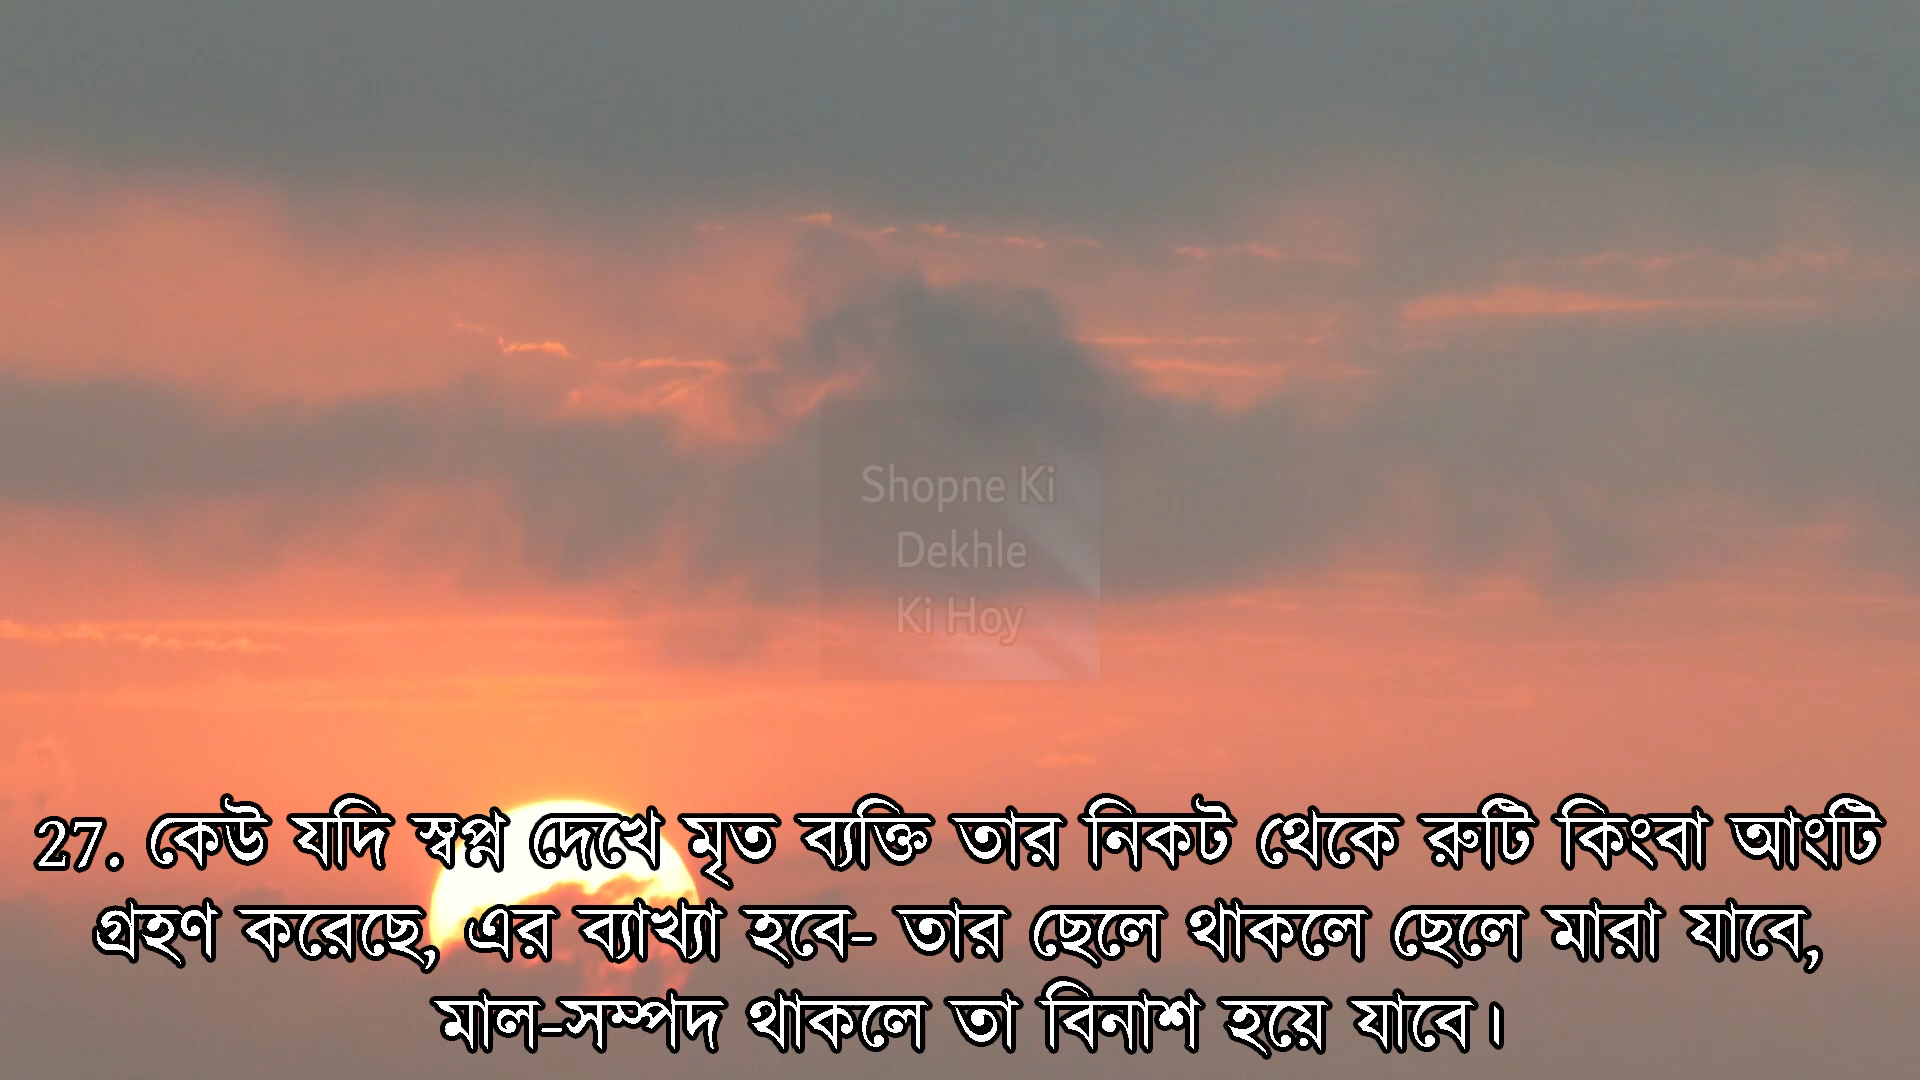 Shopne Ki
Dekhle
Ki Hoy
27. কেউ যদি স্বপ্ন দেখে মৃত ব্যক্তি তার নিকট থেকে রুটি কিংবা আংটি
গ্রহণ করেছে, এর ব্যাখ্যা হবে- তার ছেলে থাকলে ছেলে মারা যাবে,
মাল-সম্পদ থাকলে তা বিনাশ হয়ে যাবে।